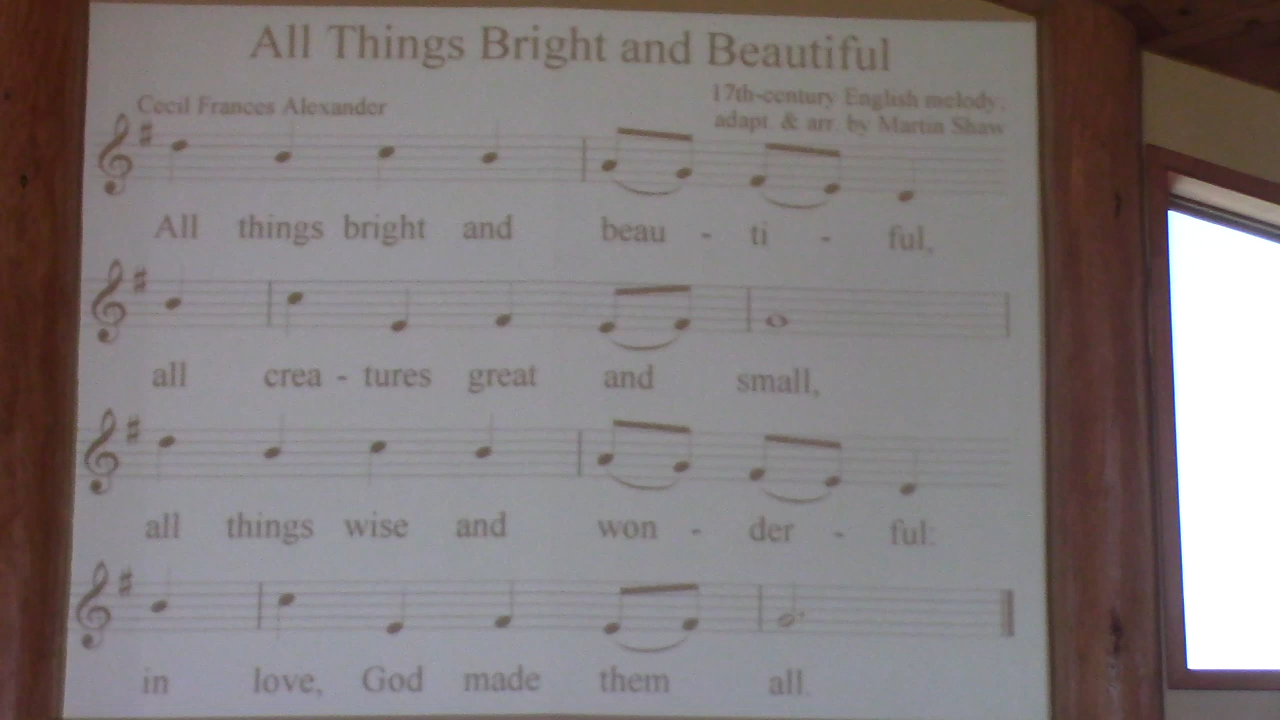 All Things Bright and Beautiful
Cecil Frances Alexander
17th-century English melody,
adapt. & arr. by Martin Shaw
All things bright and beau - ti - ful,
all crea - tures great and small,
all things wise and won - der - ful:
in love, God made them all.